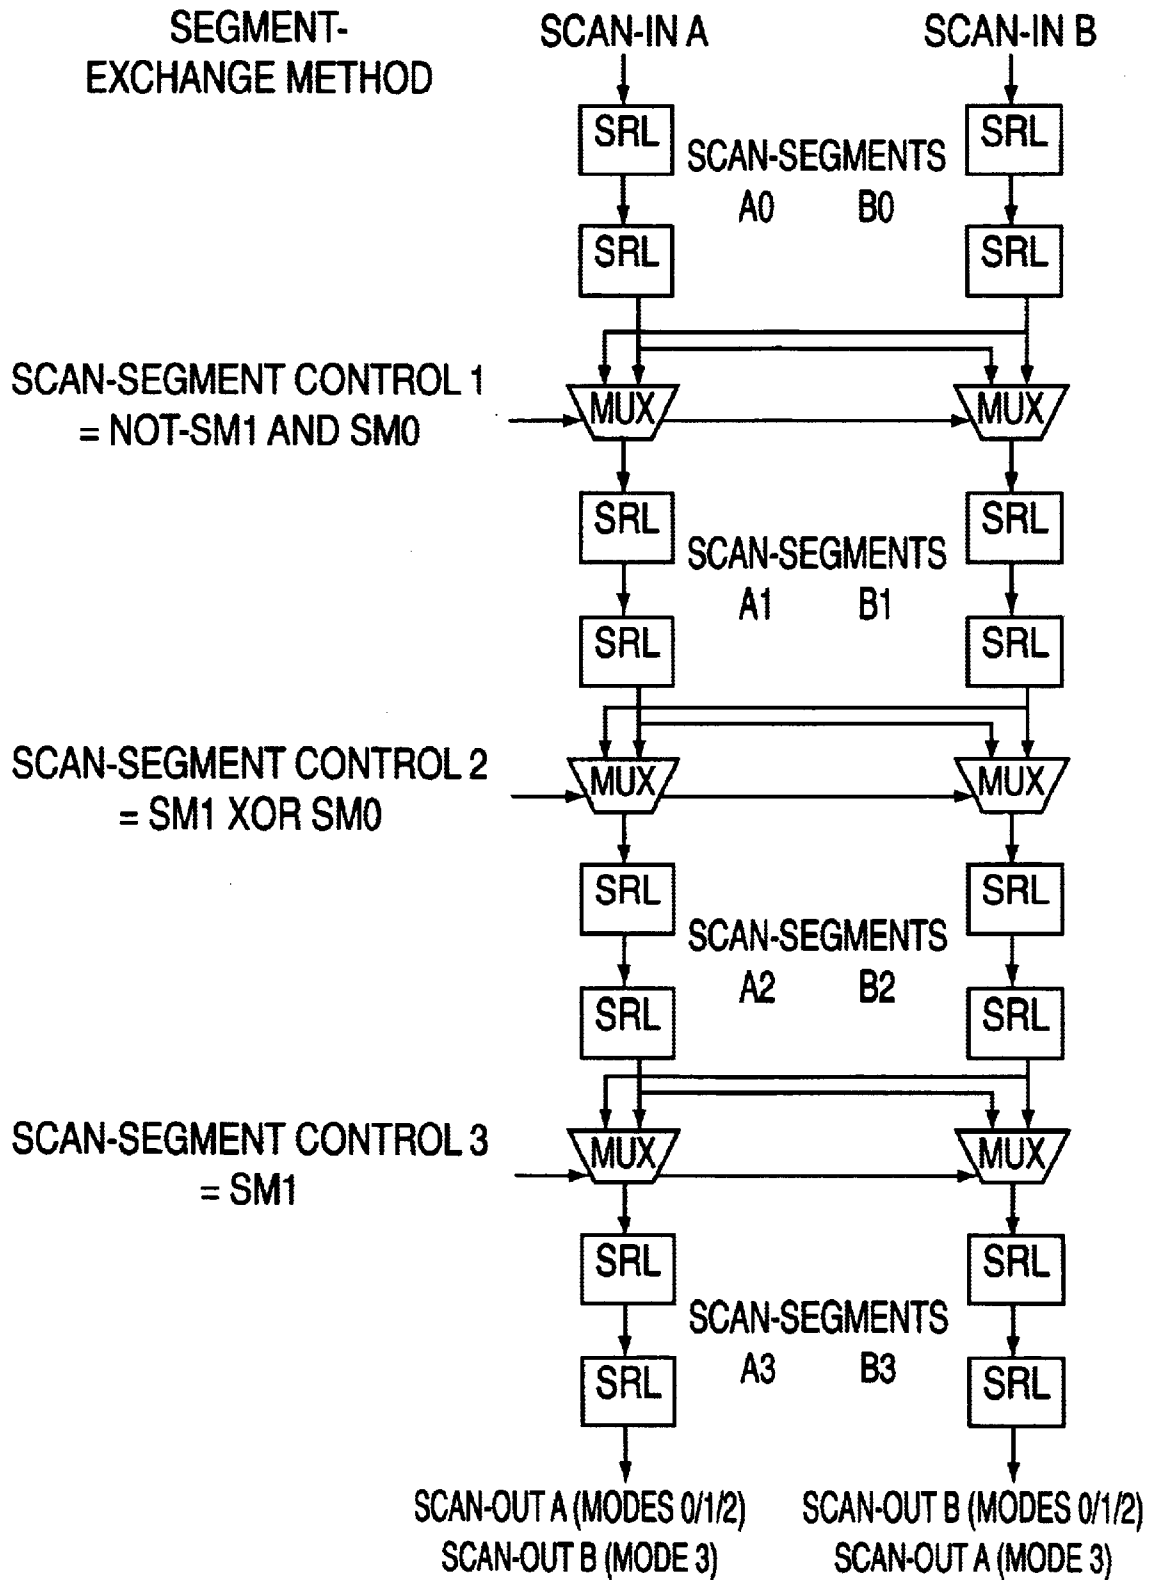 SEGMENT-
EXCHANGE METHOD
SCAN-IN A
SCAN-IN B
SRL
SRL
SCAN-SEGMENTS
A0 B0
SRL
SRL
SCAN-SEGMENT CONTROL 1
= NOT-SM1 AND SM0
MUX
MUX
SRL
SRL
SCAN-SEGMENTS
A1 B1
SRL
SRL
SCAN-SEGMENT CONTROL 2
= SM1 XOR SM0
MUX
MUX
SRL
SRL
SCAN-SEGMENTS
A2 B2
SRL
SRL
SCAN-SEGMENT CONTROL 3
= SM1
MUX
MUX
SRL
SRL
SCAN-SEGMENTS
A3 B3
SRL
SRL
SCAN-OUT A (MODES 0/1/2)
SCAN-OUT B (MODE 3)
SCAN-OUT B (MODES 0/1/2)
SCAN-OUT A (MODE 3)